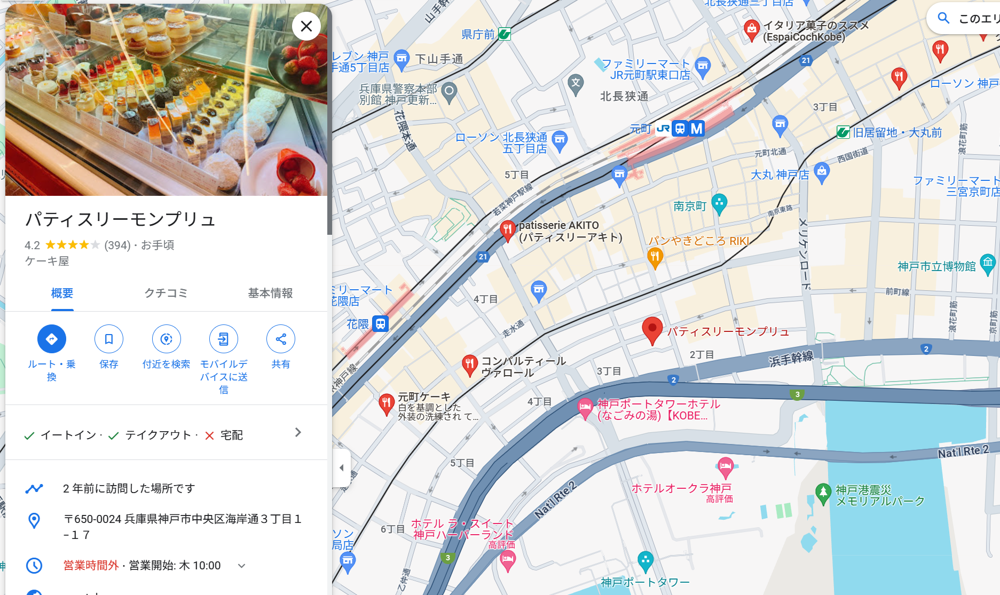 パティスリーモンプリュ
4.2
(394)·お手頃
ケーキ屋
概要
クチコミ
基本情報
ルート・乗
換
保存
付近を検索
モバイルデ
バイスに送
信
共有
イートイン · テイクアウト · 宅配
2 年前に訪問した場所です
〒650-0024 兵庫県神戸市中央区海岸通3丁目1
−17
営業時間外 · 営業開始: 木 10:00
このエリ
北長狭通三丁目店
山手幹
県庁前
イタリア菓子のススメ
(EspaiCochKobe)
レブン 神戸
手通5丁目店
下山手通
ファミリーマート
JR元町駅東口店
21
兵庫県警察本部
別館 神戸更新...
文
北長狭通
ローソン 神戸
3丁目
花隈本通
元町
JR
M
旧居留地・大丸前
浪花町筋
ローソン 北長狭通
五丁目店
元町北通
西国街道
5丁目
大丸 神戸店
ファミリーマート
三宮京町店
若菜神戸駅線
南京町
南京東路
patisserie AKITO
(パティスリーアキト)
メリケンロード
パンやきどころ RIKI
21
神戸市立博物館
ミリーマート
花隈店
4丁目
前町線
浪花町筋
京町筋
花隈
走水通
パティスリーモンプリュ
2丁目
浜手幹線
2
コンパルティール
ヴァロール
3丁目
R神戸線
2
元町ケーキ
白を基調とした
外装の洗練され て...
4丁目
3
神戸ポートタワーホテル
(なごみの湯)【KOBE...
Nat'l Rte 2
5丁目
ホテルオークラ神戸
高評価
神戸港震災
メモリアルパーク
Nat'l Rte 2
6丁目
ホテル ラ・スイート
神戸ハーバーランド
高評価
ソン
局店
3
乙仲通
神戸ポートタワー